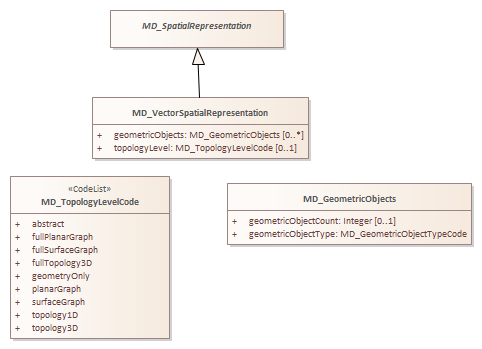 MD_SpatialRepresentation
MD_VectorSpatialRepresentation
+ geometricObjects: MD_GeometricObjects [0..*]
+ topologyLevel: MD_TopologyLevelCode [0..1]
«CodeList»
MD_TopologyLevelCode
+ abstract
+ fullPlanarGraph
+ fullSurfaceGraph
+ fullTopology3D
+ geometryOnly
+ planarGraph
+ surfaceGraph
+ topology1D
+ topology3D
MD_GeometricObjects
+ geometricObjectCount: Integer [0..1]
+ geometricObjectType: MD_GeometricObjectTypeCode